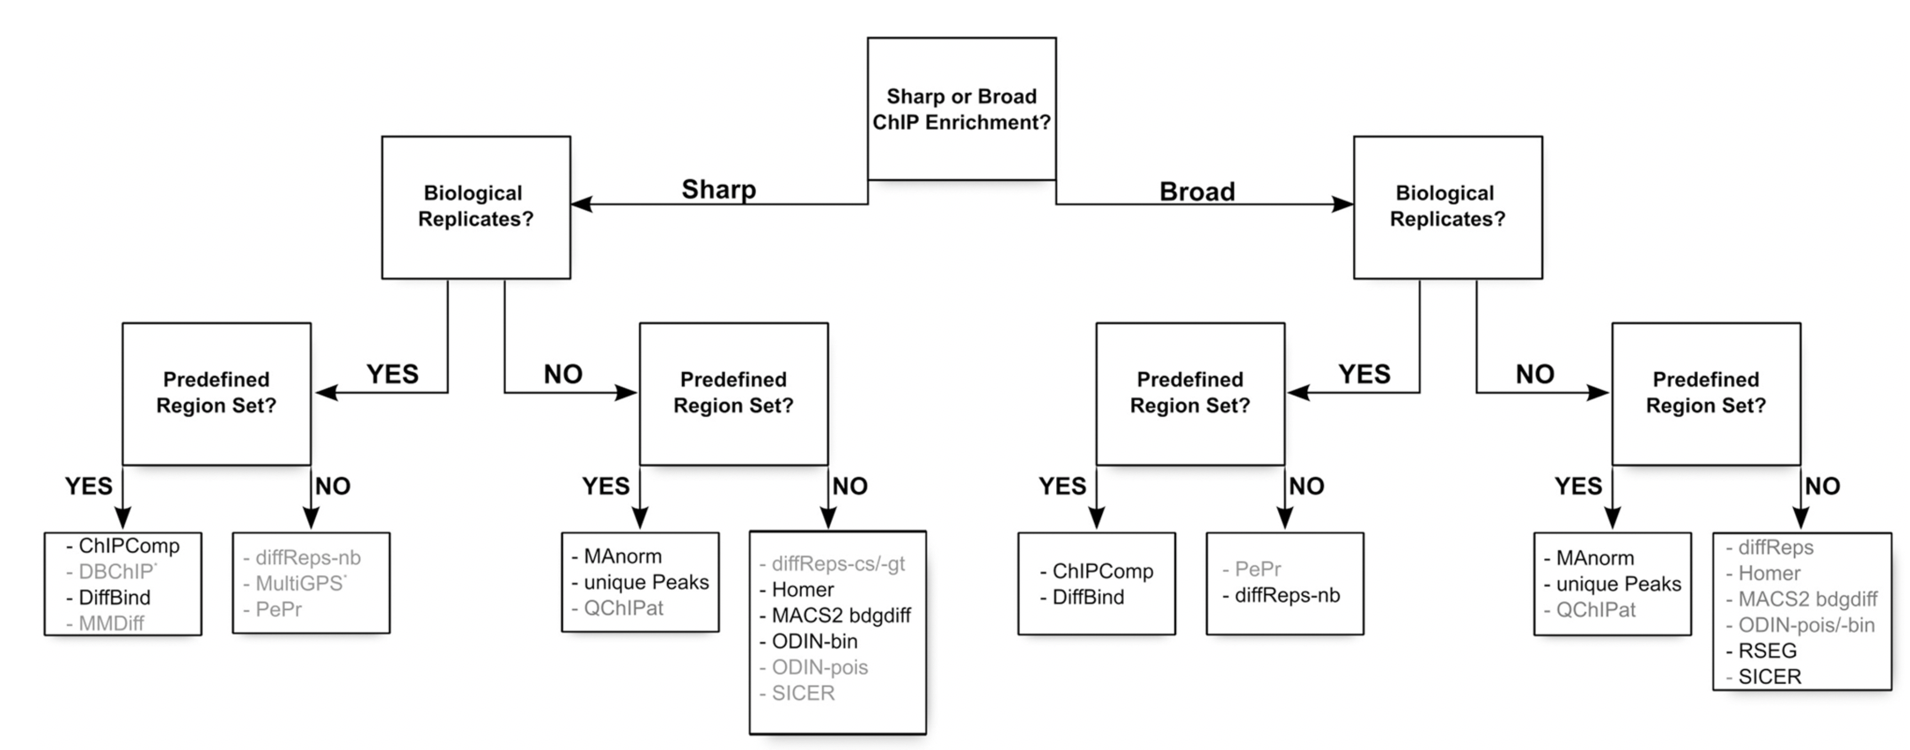 Sharp or Broad
ChIP Enrichment?
Sharp
Broad
Biological
Replicates?
Biological
Replicates?
YES
NO
YES
NO
Predefined
Region Set?
Predefined
Region Set?
Predefined
Region Set?
Predefined
Region Set?
YES
NO
YES
NO
YES
NO
YES
NO
- ChIPComp
- DBChIP*
- DiffBind
- MMDiff
- diffReps-nb
- MultiGPS*
- PePr
- MAnorm
- unique Peaks
- QChIPat
- diffReps-cs/-gt
- Homer
- MACS2 bdgdiff
- ODIN-bin
- ODIN-pois
- SICER
- ChIPComp
- DiffBind
- PePr
- diffReps-nb
- MAnorm
- unique Peaks
- QChIPat
- diffReps
- Homer
- MACS2 bdgdiff
- ODIN-pois/-bin
- RSEG
- SICER